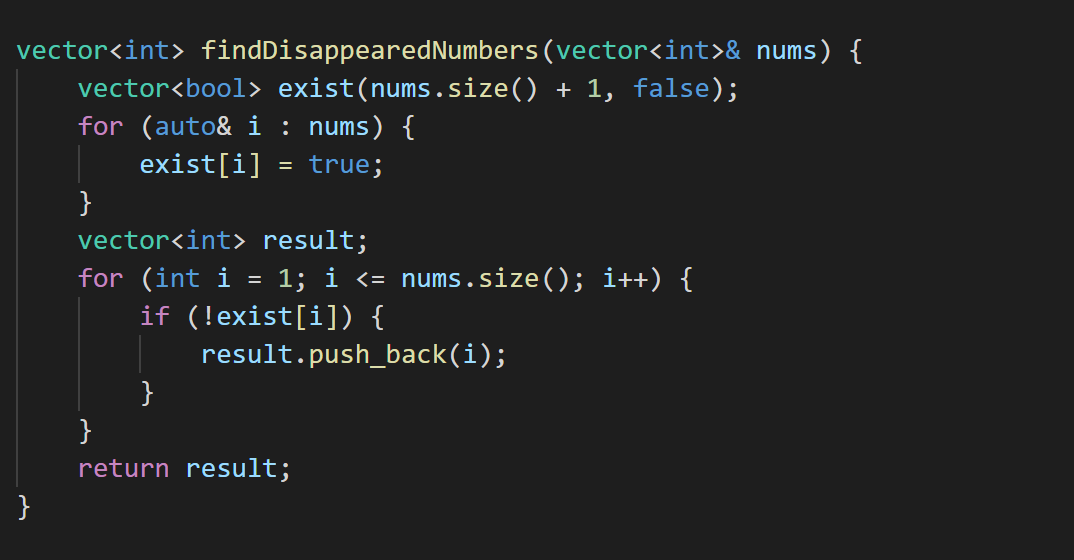 vector<int> findDisappearedNumbers(vector<int>& nums) {
    vector<bool> exist(nums.size() + 1, false);
    for (auto& i : nums) {
        exist[i] = true;
    }
    vector<int> result;
    for (int i = 1; i <= nums.size(); i++) {
        if (!exist[i]) {
            result.push_back(i);
        }
    }
    return result;
}